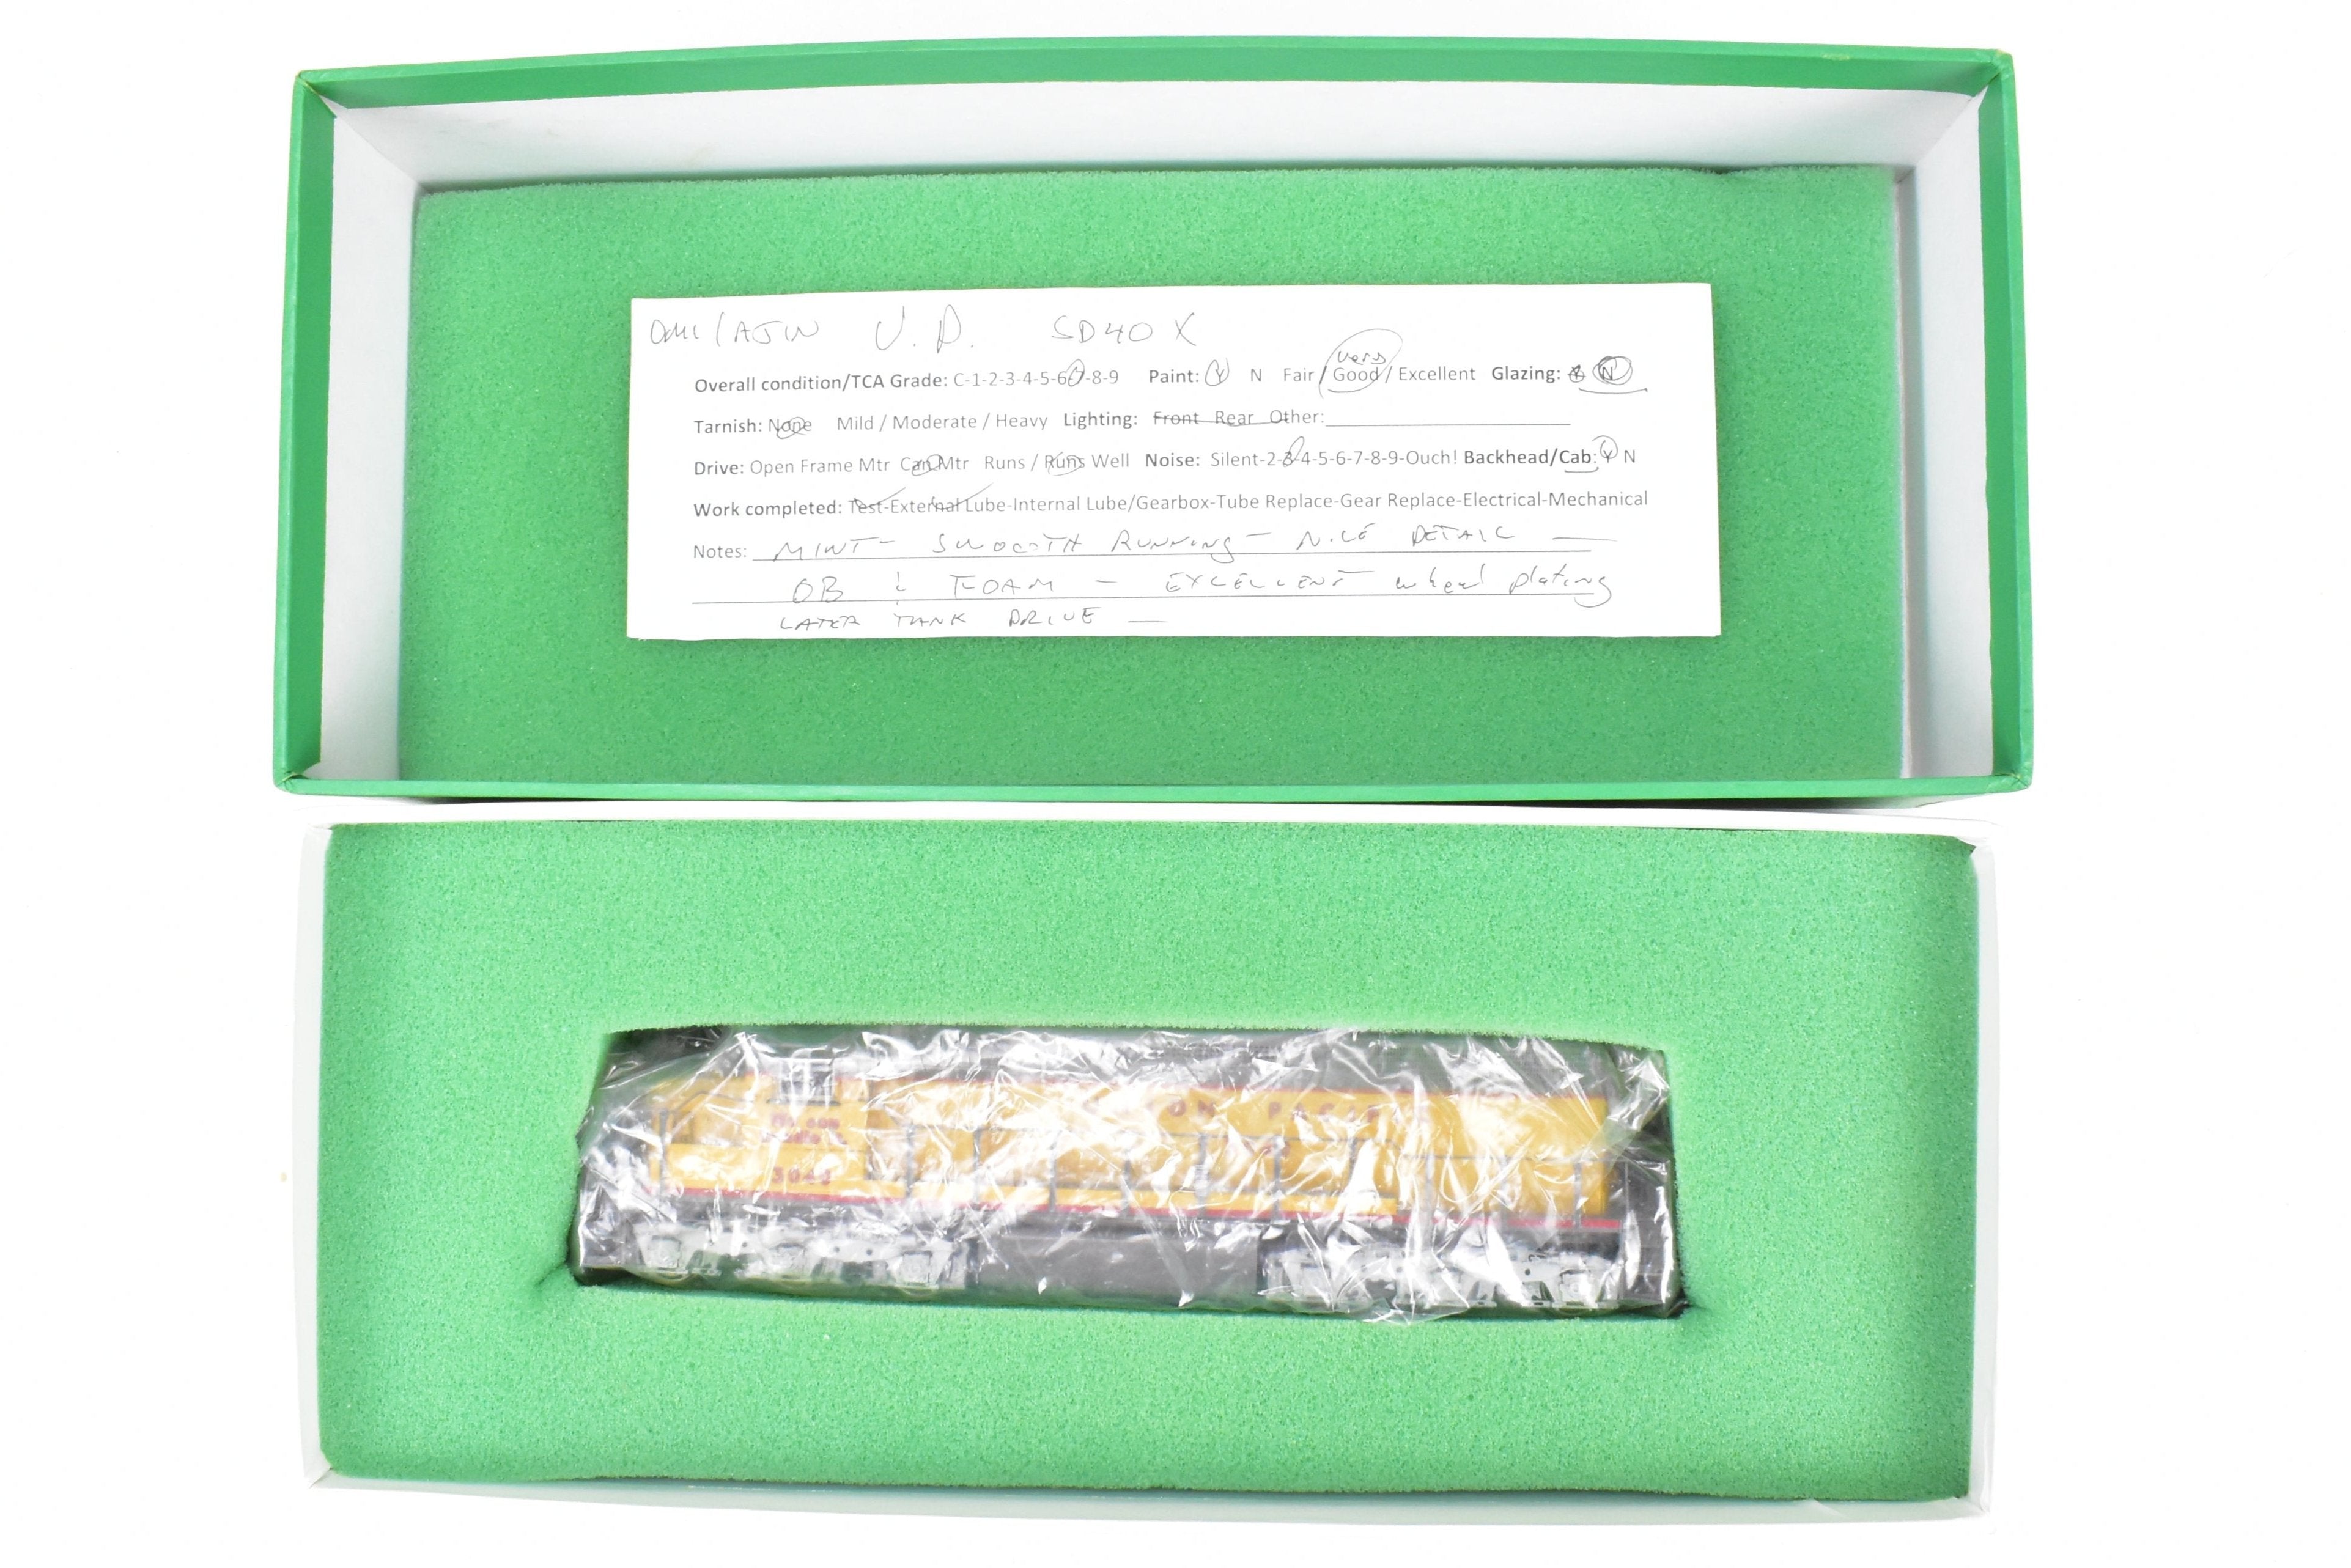 OMI/AJIN U.P. SD40X
Overall condition/TCA Grade: C-1-2-3-4-5-6-7-8-9 Paint: Y N Fair / very Good / Excellent Glazing: Y N
Tarnish: None Mild / Moderate / Heavy Lighting: Front Rear Other:
Drive: Open Frame Mtr Can Mtr Runs / Runs Well Noise: Silent-2-3-4-5-6-7-8-9-Ouch! Backhead/Cab: Y N
Work completed: Test-External Lube-Internal Lube/Gearbox-Tube Replace-Gear Replace-Electrical-Mechanical
Notes: MINT - SMOOTH RUNNING - NICE DETAIL —
OB & FOAM - EXCELLENT wheel plating
LATER TANK DRIVE —